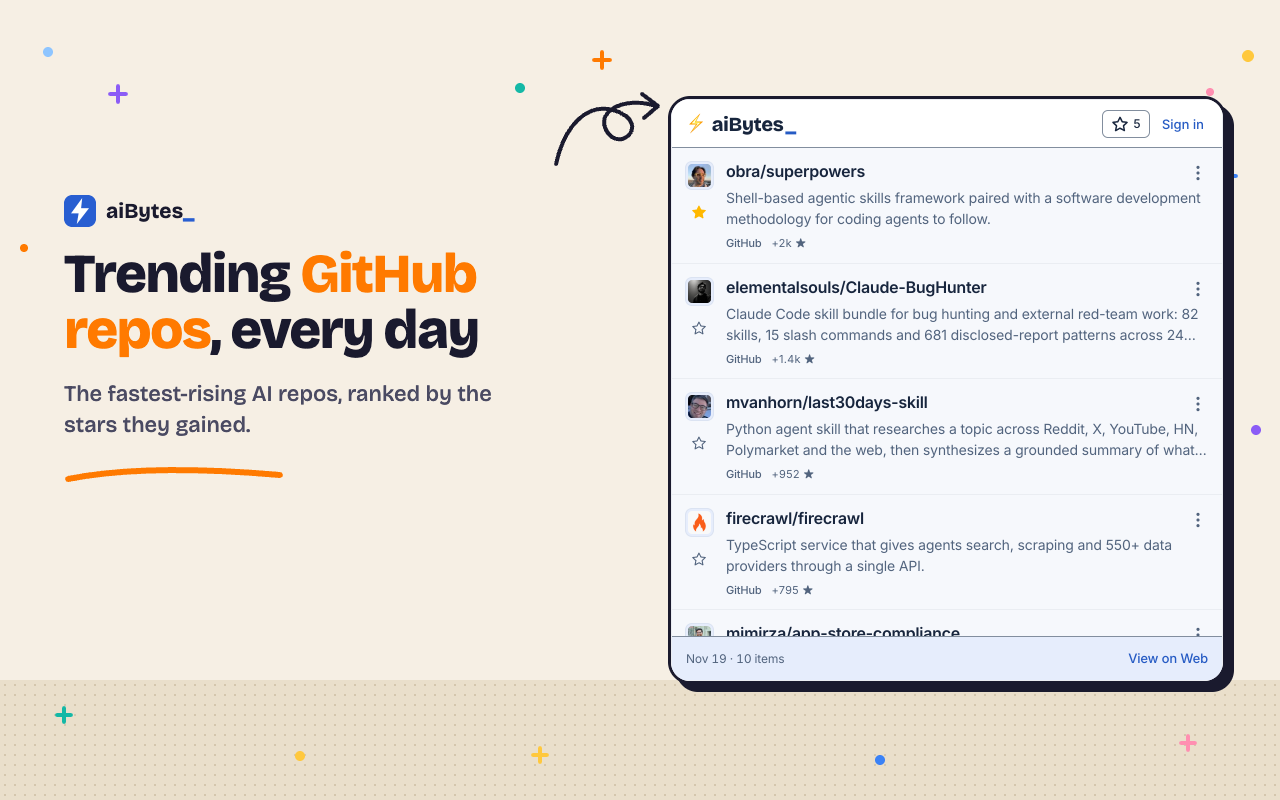 aiBytes_
Trending GitHub
repos, every day
The fastest-rising AI repos, ranked by the
stars they gained.
aiBytes_
5
Sign in
obra/superpowers
Shell-based agentic skills framework paired with a software development
methodology for coding agents to follow.
GitHub +2k
elementalsouls/Claude-BugHunter
Claude Code skill bundle for bug hunting and external red-team work: 82
skills, 15 slash commands and 681 disclosed-report patterns across 24...
GitHub +1.4k
mvanhorn/last30days-skill
Python agent skill that researches a topic across Reddit, X, YouTube, HN,
Polymarket and the web, then synthesizes a grounded summary of what...
GitHub +952
firecrawl/firecrawl
TypeScript service that gives agents search, scraping and 550+ data
providers through a single API.
GitHub +795
mimirza/app-store-compliance
Nov 19 · 10 items
View on Web